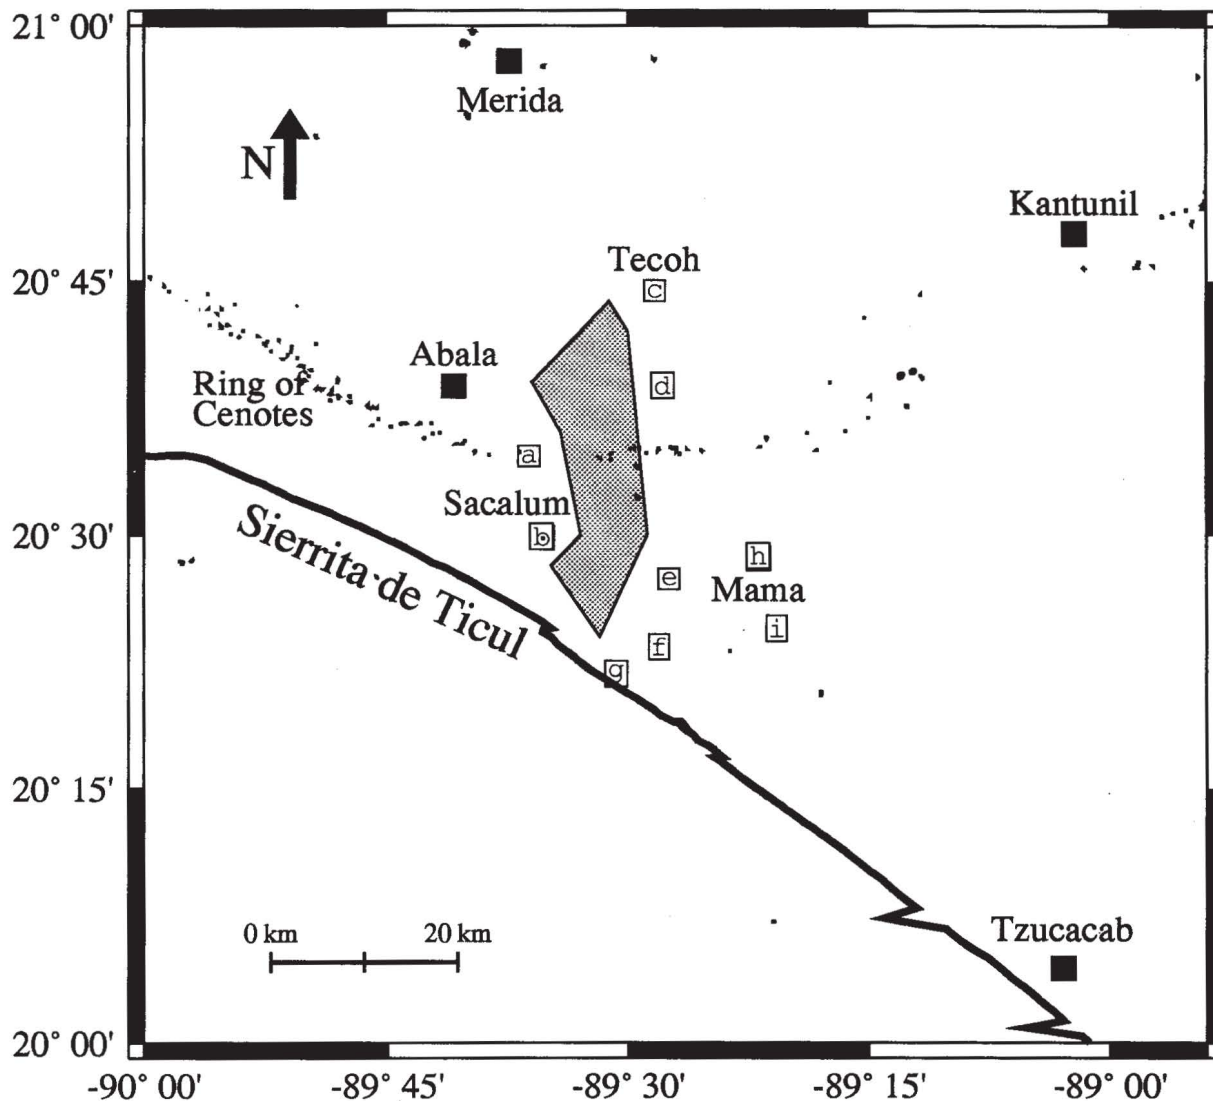 21° 00'
Merida
N
Kantunil
Tecoh
20° 45'
c
Abala
d
Ring of
Cenotes
a
Sacalum
20° 30'
b
h
e
Mama
Sierrita de Ticul
i
f
g
20° 15'
0 km 20 km
Tzucacab
20° 00'
-90° 00' -89° 45' -89° 30' -89° 15' -89° 00'